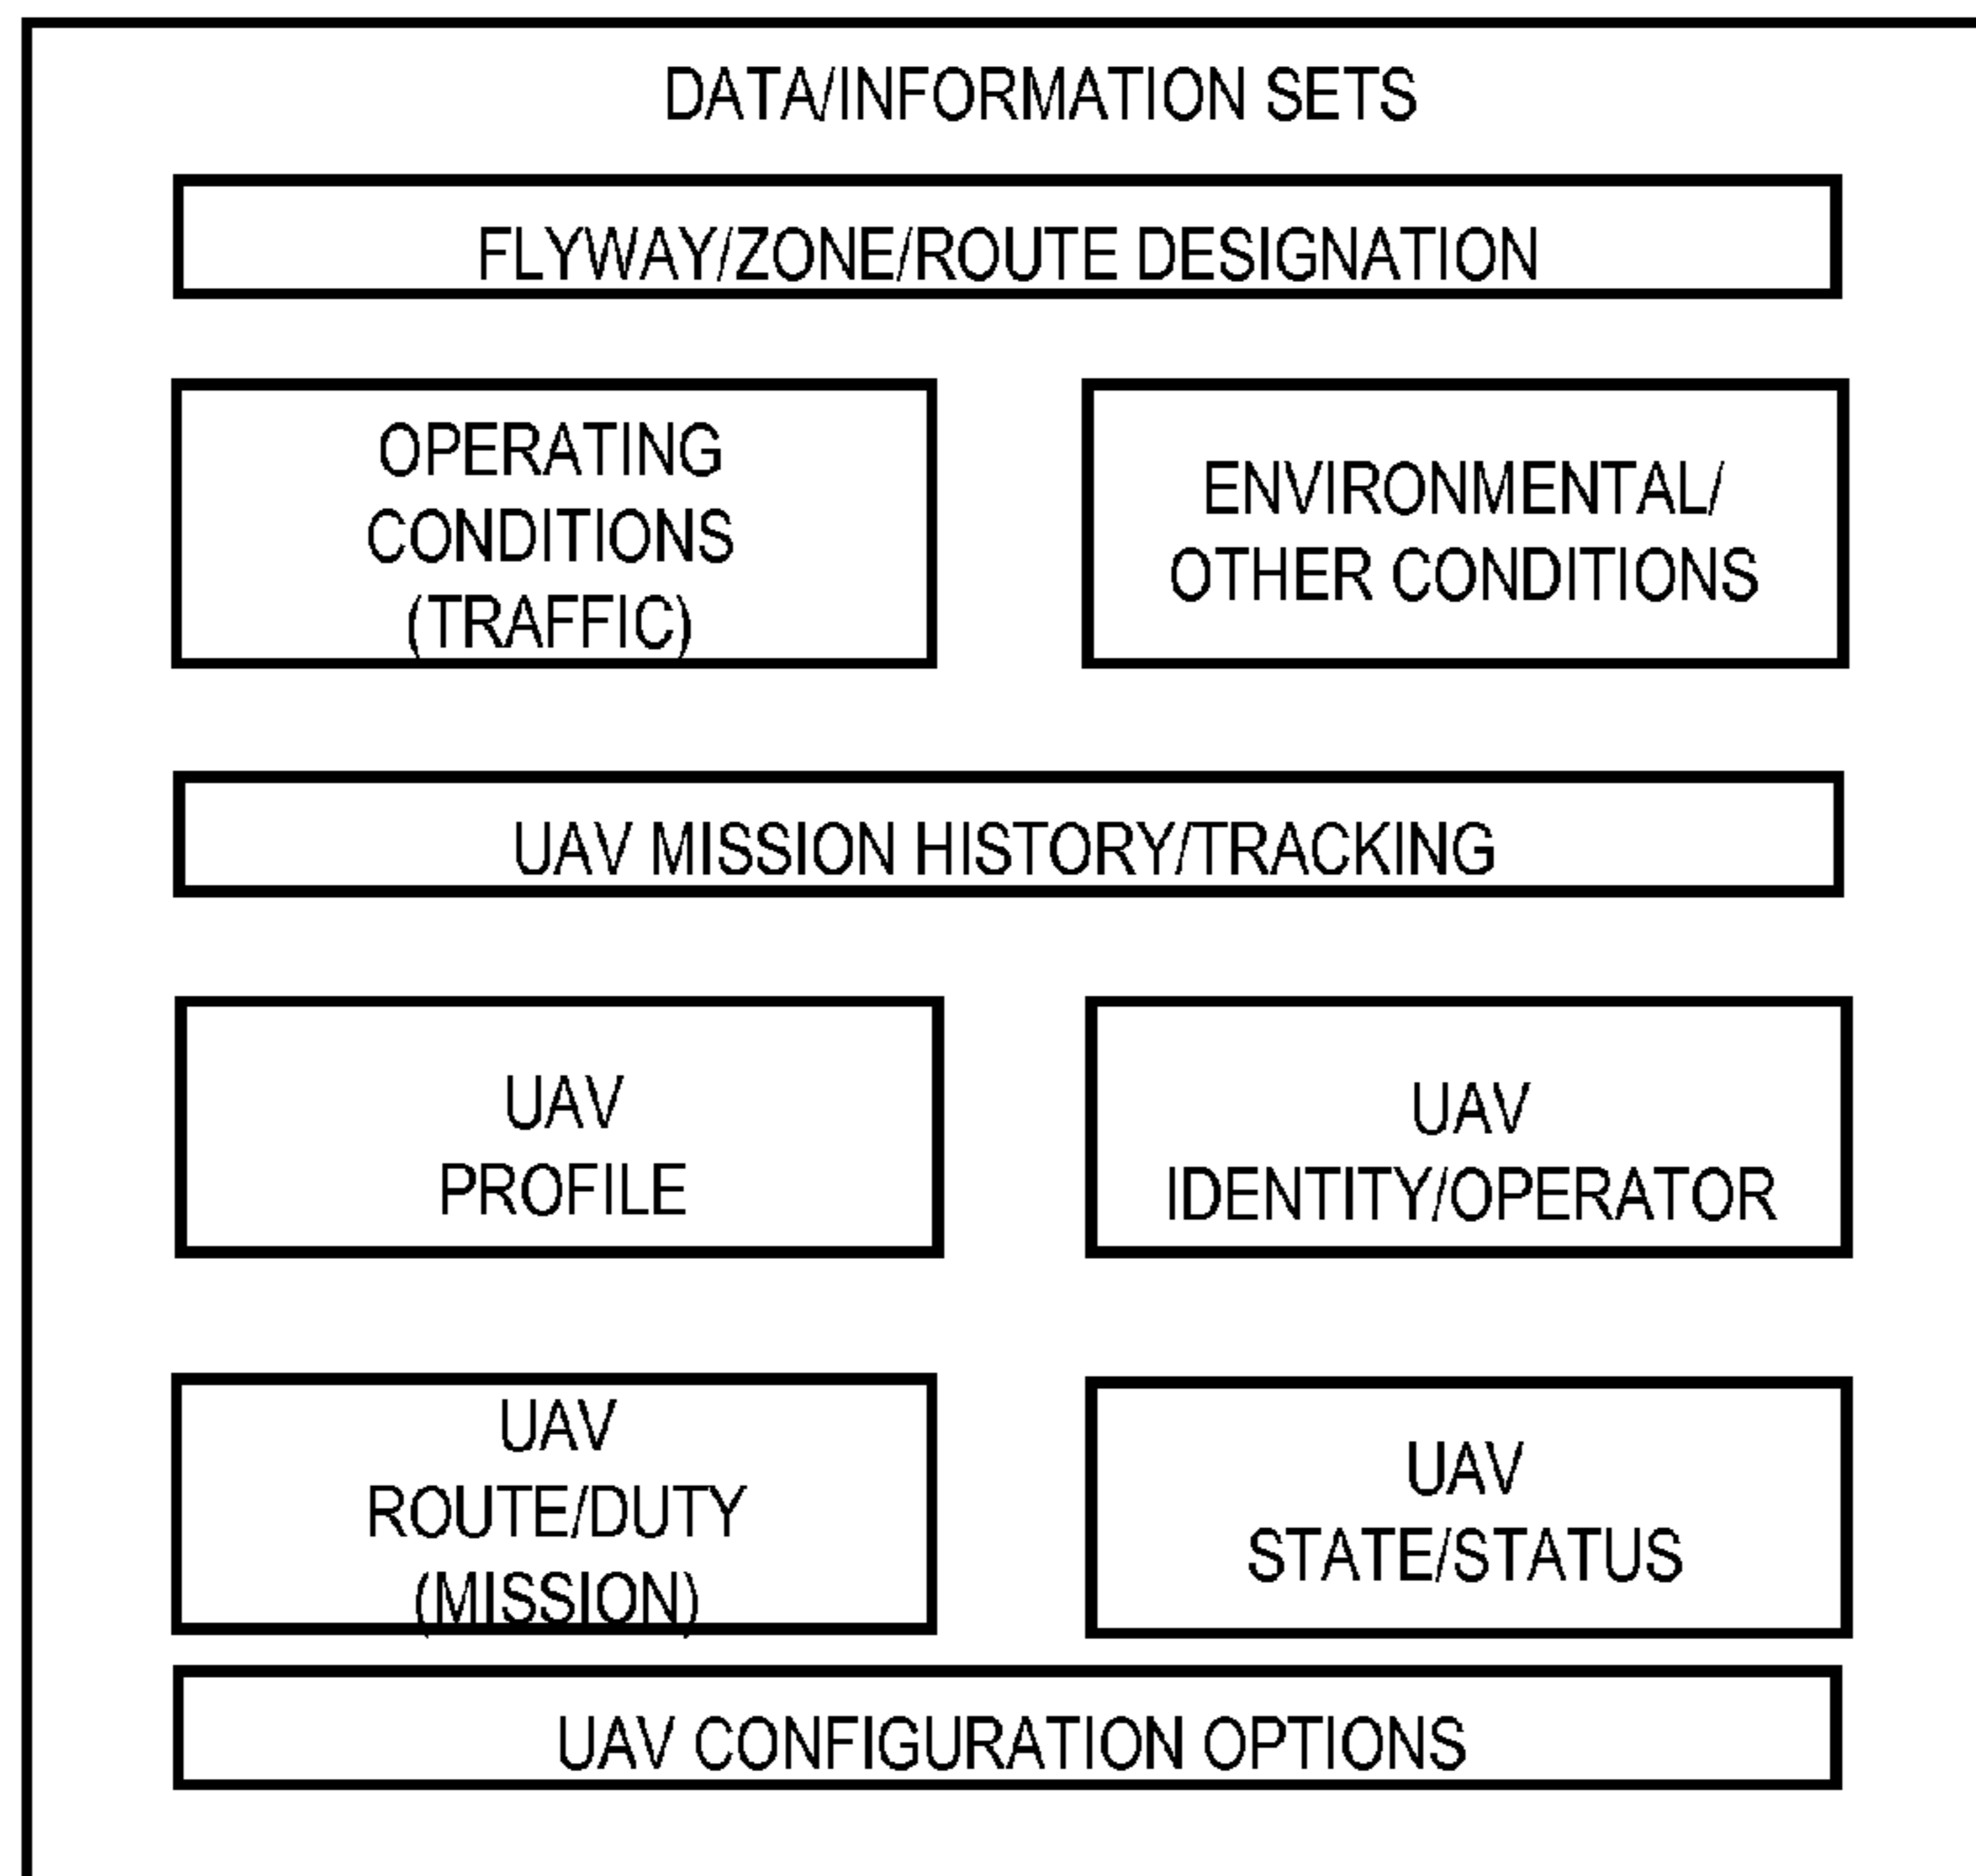 DATA/INFORMATION SETS
FLYWAY/ZONE/ROUTE DESIGNATION
OPERATING
CONDITIONS
(TRAFFIC)
ENVIRONMENTAL/
OTHER CONDITIONS
UAV MISSION HISTORY/TRACKING
UAV
PROFILE
UAV
IDENTITY/OPERATOR
UAV
ROUTE/DUTY
(MISSION)
UAV
STATE/STATUS
UAV CONFIGURATION OPTIONS